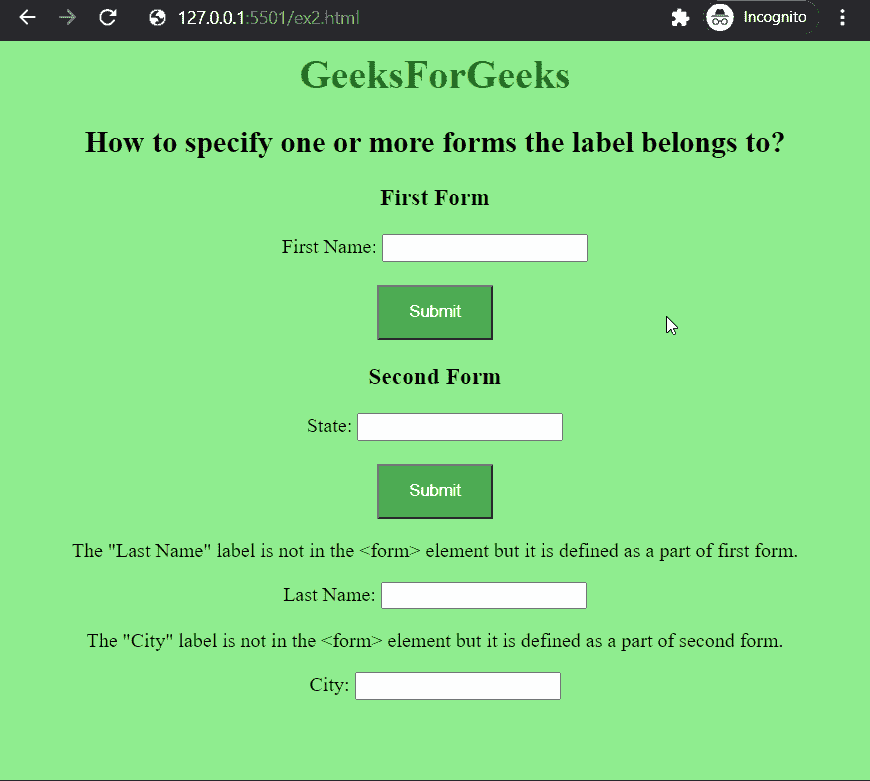 127.0.0.1:5501/ex2.html Incognito
GeeksForGeeks
How to specify one or more forms the label belongs to?
First Form
First Name:
Submit
Second Form
State:
Submit
The "Last Name" label is not in the <form> element but it is defined as a part of first form.
Last Name:
The "City" label is not in the <form> element but it is defined as a part of second form.
City: